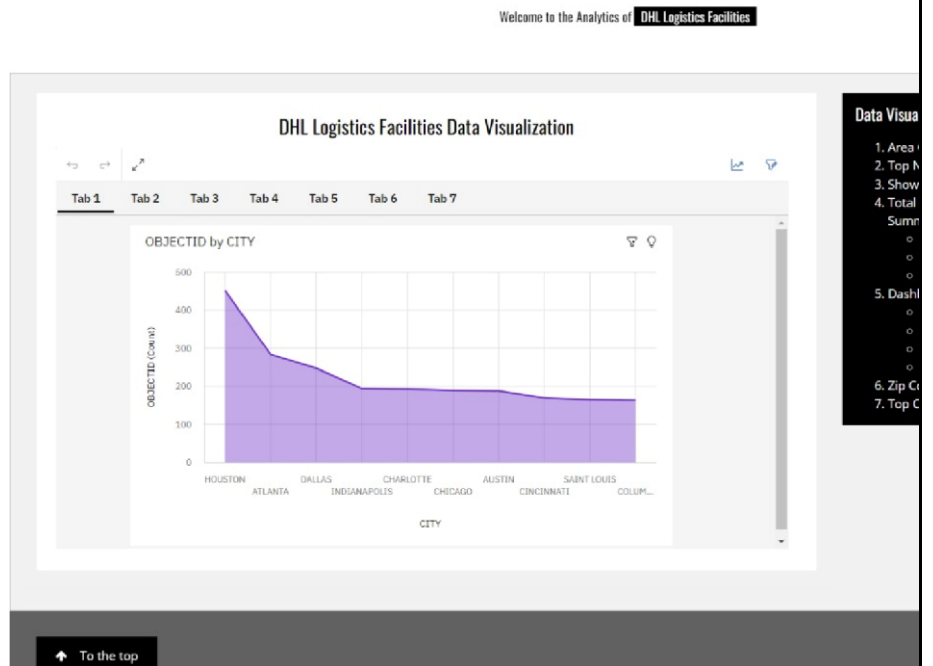 Welcome to the Analytics of DHL Logistics Facilities
DHL Logistics Facilities Data Visualization
Tab 1 Tab 2 Tab 3 Tab 4 Tab 5 Tab 6 Tab 7
OBJECTID by CITY
OBJECTID (Count)
500
400
300
200
100
0
HOUSTON
ATLANTA
DALLAS
INDIANAPOLIS
CHARLOTTE
CHICAGO
AUSTIN
CINCINNATI
SAINT LOUIS
COLUM...
CITY
Data Visua
1. Area
2. Top N
3. Show
4. Total
Summ
5. Dashl
6. Zip Co
7. Top C
To the top